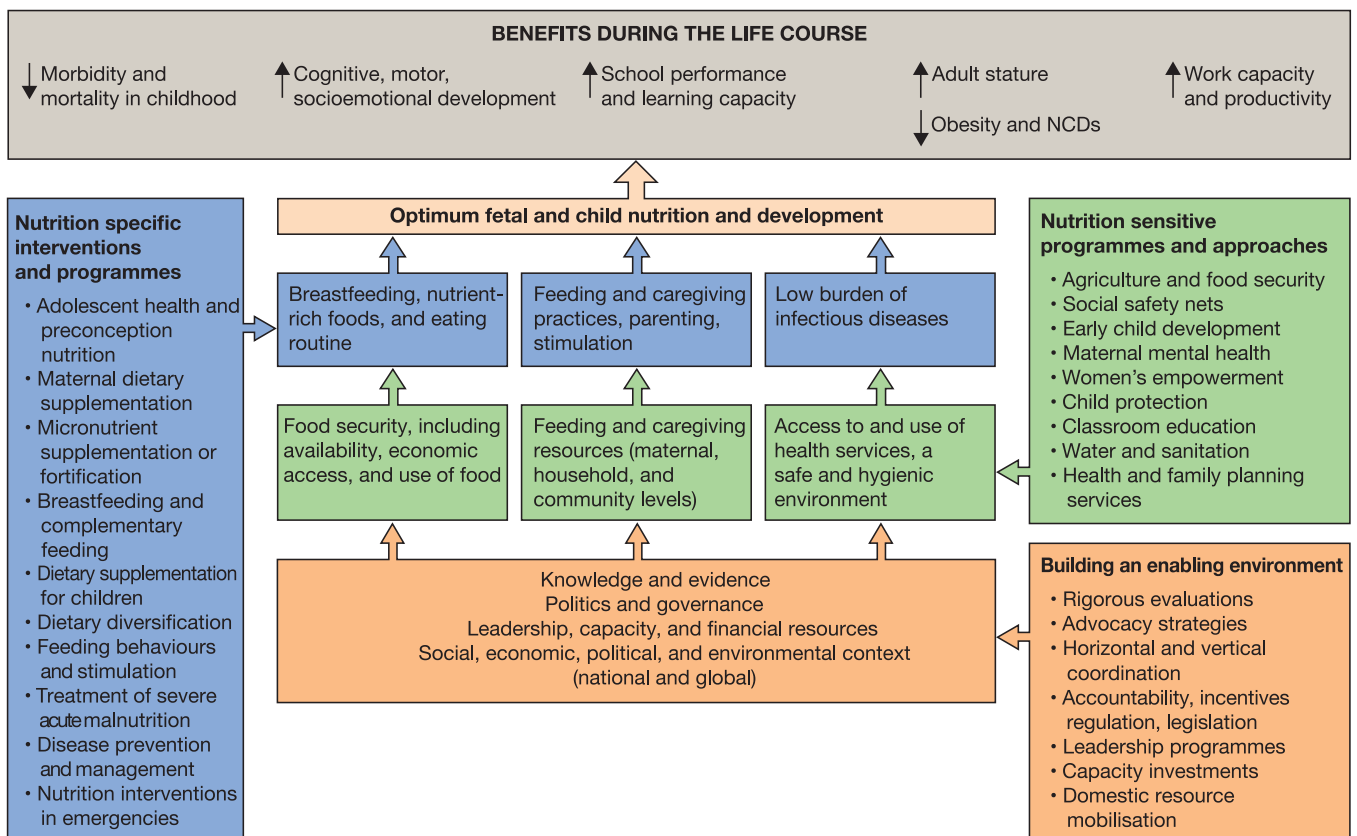 BENEFITS DURING THE LIFE COURSE
Morbidity and
mortality in childhood
Cognitive, motor,
socioemotional development
School performance
and learning capacity
Adult stature
Obesity and NCDs
Work capacity
and productivity
Nutrition specific
interventions
and programmes
• Adolescent health and
preconception
nutrition
• Maternal dietary
supplementation
• Micronutrient
supplementation or
fortification
• Breastfeeding and
complementary
feeding
• Dietary supplementation
for children
• Dietary diversification
• Feeding behaviours
and stimulation
• Treatment of severe
acute malnutrition
• Disease prevention
and management
• Nutrition interventions
in emergencies
Optimum fetal and child nutrition and development
Breastfeeding, nutrient-
rich foods, and eating
routine
Feeding and caregiving
practices, parenting,
stimulation
Low burden of
infectious diseases
Food security, including
availability, economic
access, and use of food
Feeding and caregiving
resources (maternal,
household, and
community levels)
Access to and use of
health services, a
safe and hygienic
environment
Knowledge and evidence
Politics and governance
Leadership, capacity, and financial resources
Social, economic, political, and environmental context
(national and global)
Nutrition sensitive
programmes and approaches
• Agriculture and food security
• Social safety nets
• Early child development
• Maternal mental health
• Women's empowerment
• Child protection
• Classroom education
• Water and sanitation
• Health and family planning
services
Building an enabling environment
• Rigorous evaluations
• Advocacy strategies
• Horizontal and vertical
coordination
• Accountability, incentives
regulation, legislation
• Leadership programmes
• Capacity investments
• Domestic resource
mobilisation